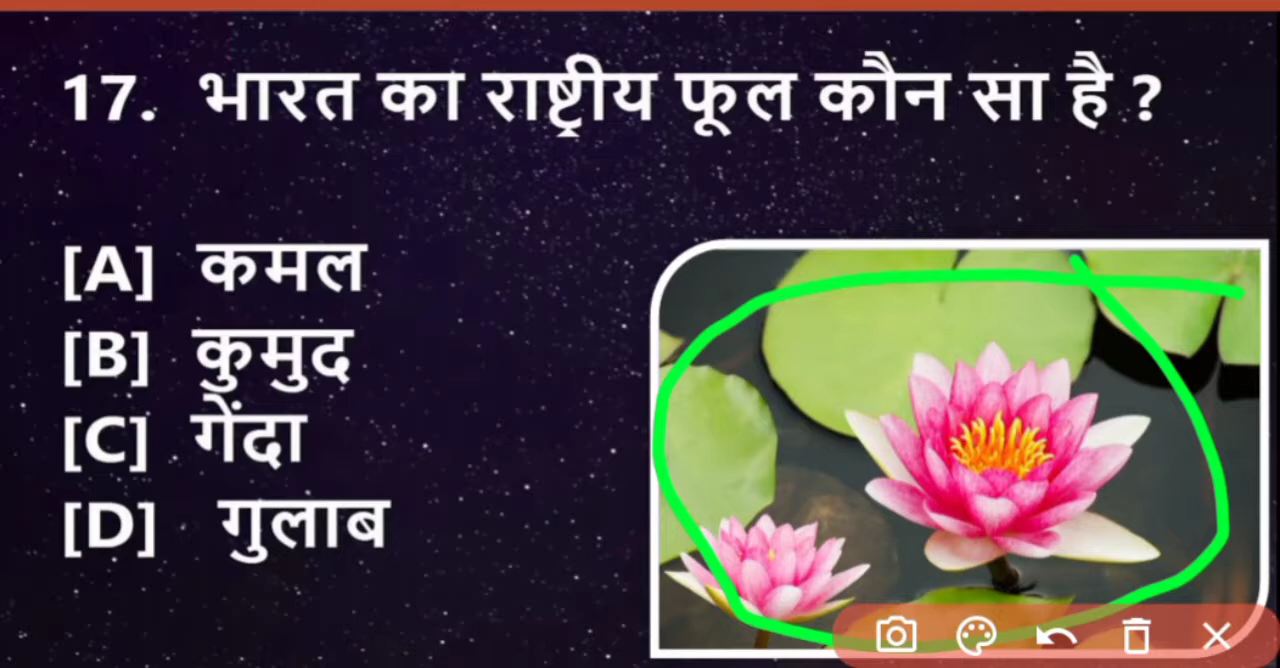 17. भारत का राष्ट्रीय फूल कौन सा है ?
[A] कमल
[B] कुमुद
[C] गेंदा
[D] गुलाब